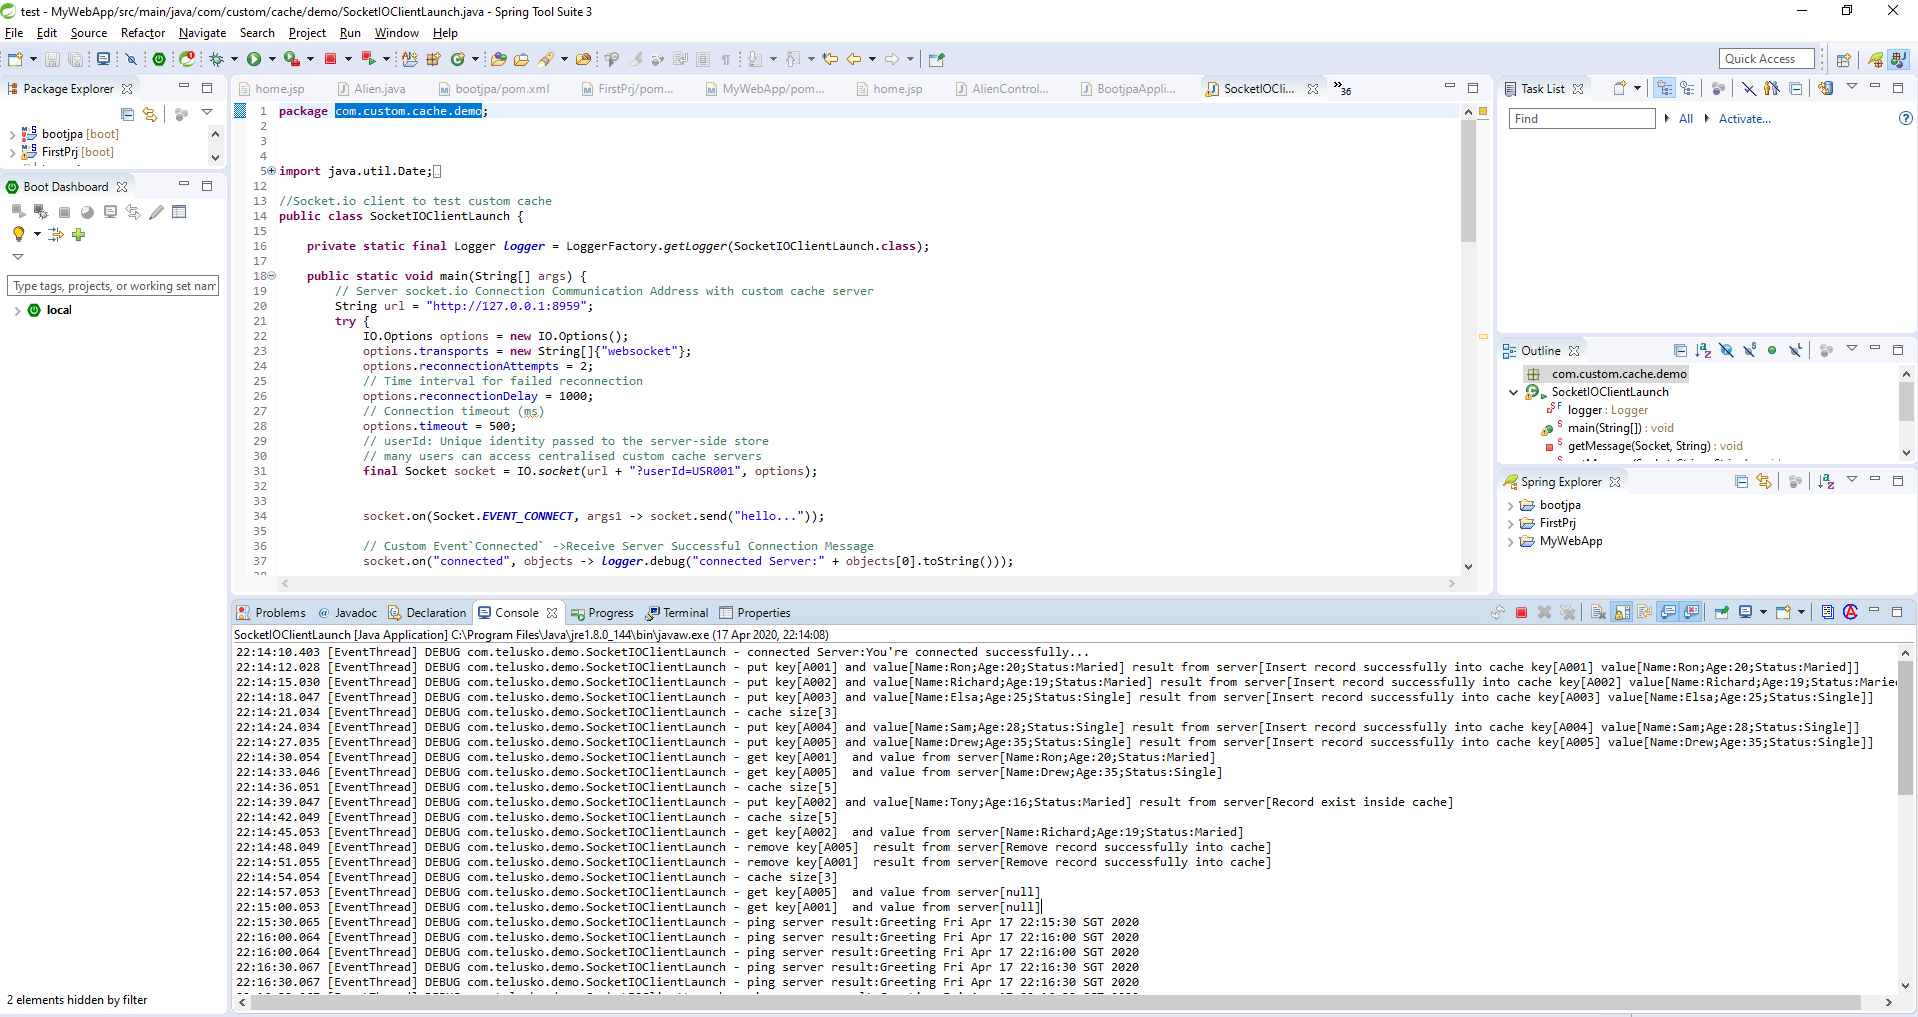 test - MyWebApp/src/main/java/com/custom/cache/demo/SocketIOClientLaunch.java - Spring Tool Suite 3
File Edit Source Refactor Navigate Search Project Run Window Help
Quick Access
Package Explorer
bootjpa [boot]
FirstPrj [boot]
Boot Dashboard
Type tags, projects, or working set nam
local
2 elements hidden by filter
home.jsp Alien.java bootjpa/pom.xml FirstPrj/pom... MyWebApp/pom... home.jsp AlienControl... BootjpaAppli... SocketIOCli... »36
1 package com.custom.cache.demo;
2
3
4
5 import java.util.Date;
12
13 //Socket.io client to test custom cache
14 public class SocketIOClientLaunch {
15
16 private static final Logger logger = LoggerFactory.getLogger(SocketIOClientLaunch.class);
17
18 public static void main(String[] args) {
19 // Server socket.io Connection Communication Address with custom cache server
20 String url = "http://127.0.0.1:8959";
21 try {
22 IO.Options options = new IO.Options();
23 options.transports = new String[]{"websocket"};
24 options.reconnectionAttempts = 2;
25 // Time interval for failed reconnection
26 options.reconnectionDelay = 1000;
27 // Connection timeout (ms)
28 options.timeout = 500;
29 // userId: Unique identity passed to the server-side store
30 // many users can access centralised custom cache servers
31 final Socket socket = IO.socket(url + "?userId=USR001", options);
32
33
34 socket.on(Socket.EVENT_CONNECT, args1 -> socket.send("hello..."));
35
36 // Custom Event`Connected` ->Receive Server Successful Connection Message
37 socket.on("connected", objects -> logger.debug("connected Server:" + objects[0].toString()));
Task List
Find All Activate...
Outline
com.custom.cache.demo
SocketIOClientLaunch
logger : Logger
main(String[]) : void
getMessage(Socket, String) : void
Spring Explorer
bootjpa
FirstPrj
MyWebApp
Problems @ Javadoc Declaration Console Progress Terminal Properties
SocketIOClientLaunch [Java Application] C:\Program Files\Java\jre1.8.0_144\bin\javaw.exe (17 Apr 2020, 22:14:08)
22:14:10.403 [EventThread] DEBUG com.telusko.demo.SocketIOClientLaunch - connected Server:You're connected successfully...
22:14:12.028 [EventThread] DEBUG com.telusko.demo.SocketIOClientLaunch - put key[A001] and value[Name:Ron;Age:20;Status:Maried] result from server[Insert record successfully into cache key[A001] value[Name:Ron;Age:20;Status:Maried]]
22:14:15.030 [EventThread] DEBUG com.telusko.demo.SocketIOClientLaunch - put key[A002] and value[Name:Richard;Age:19;Status:Maried] result from server[Insert record successfully into cache key[A002] value[Name:Richard;Age:19;Status:Marie
22:14:18.047 [EventThread] DEBUG com.telusko.demo.SocketIOClientLaunch - put key[A003] and value[Name:Elsa;Age:25;Status:Single] result from server[Insert record successfully into cache key[A003] value[Name:Elsa;Age:25;Status:Single]]
22:14:21.034 [EventThread] DEBUG com.telusko.demo.SocketIOClientLaunch - cache size[3]
22:14:24.034 [EventThread] DEBUG com.telusko.demo.SocketIOClientLaunch - put key[A004] and value[Name:Sam;Age:28;Status:Single] result from server[Insert record successfully into cache key[A004] value[Name:Sam;Age:28;Status:Single]]
22:14:27.035 [EventThread] DEBUG com.telusko.demo.SocketIOClientLaunch - put key[A005] and value[Name:Drew;Age:35;Status:Single] result from server[Insert record successfully into cache key[A005] value[Name:Drew;Age:35;Status:Single]]
22:14:30.054 [EventThread] DEBUG com.telusko.demo.SocketIOClientLaunch - get key[A001] and value from server[Name:Ron;Age:20;Status:Maried]
22:14:33.046 [EventThread] DEBUG com.telusko.demo.SocketIOClientLaunch - get key[A005] and value from server[Name:Drew;Age:35;Status:Single]
22:14:36.051 [EventThread] DEBUG com.telusko.demo.SocketIOClientLaunch - cache size[5]
22:14:39.047 [EventThread] DEBUG com.telusko.demo.SocketIOClientLaunch - put key[A002] and value[Name:Tony;Age:16;Status:Maried] result from server[Record exist inside cache]
22:14:42.049 [EventThread] DEBUG com.telusko.demo.SocketIOClientLaunch - cache size[5]
22:14:45.053 [EventThread] DEBUG com.telusko.demo.SocketIOClientLaunch - get key[A002] and value from server[Name:Richard;Age:19;Status:Maried]
22:14:48.049 [EventThread] DEBUG com.telusko.demo.SocketIOClientLaunch - remove key[A005] result from server[Remove record successfully into cache]
22:14:51.055 [EventThread] DEBUG com.telusko.demo.SocketIOClientLaunch - remove key[A001] result from server[Remove record successfully into cache]
22:14:54.054 [EventThread] DEBUG com.telusko.demo.SocketIOClientLaunch - cache size[3]
22:14:57.053 [EventThread] DEBUG com.telusko.demo.SocketIOClientLaunch - get key[A005] and value from server[null]
22:15:00.053 [EventThread] DEBUG com.telusko.demo.SocketIOClientLaunch - get key[A001] and value from server[null]
22:15:30.065 [EventThread] DEBUG com.telusko.demo.SocketIOClientLaunch - ping server result:Greeting Fri Apr 17 22:15:30 SGT 2020
22:16:00.064 [EventThread] DEBUG com.telusko.demo.SocketIOClientLaunch - ping server result:Greeting Fri Apr 17 22:16:00 SGT 2020
22:16:00.064 [EventThread] DEBUG com.telusko.demo.SocketIOClientLaunch - ping server result:Greeting Fri Apr 17 22:16:00 SGT 2020
22:16:30.067 [EventThread] DEBUG com.telusko.demo.SocketIOClientLaunch - ping server result:Greeting Fri Apr 17 22:16:30 SGT 2020
22:16:30.067 [EventThread] DEBUG com.telusko.demo.SocketIOClientLaunch - ping server result:Greeting Fri Apr 17 22:16:30 SGT 2020